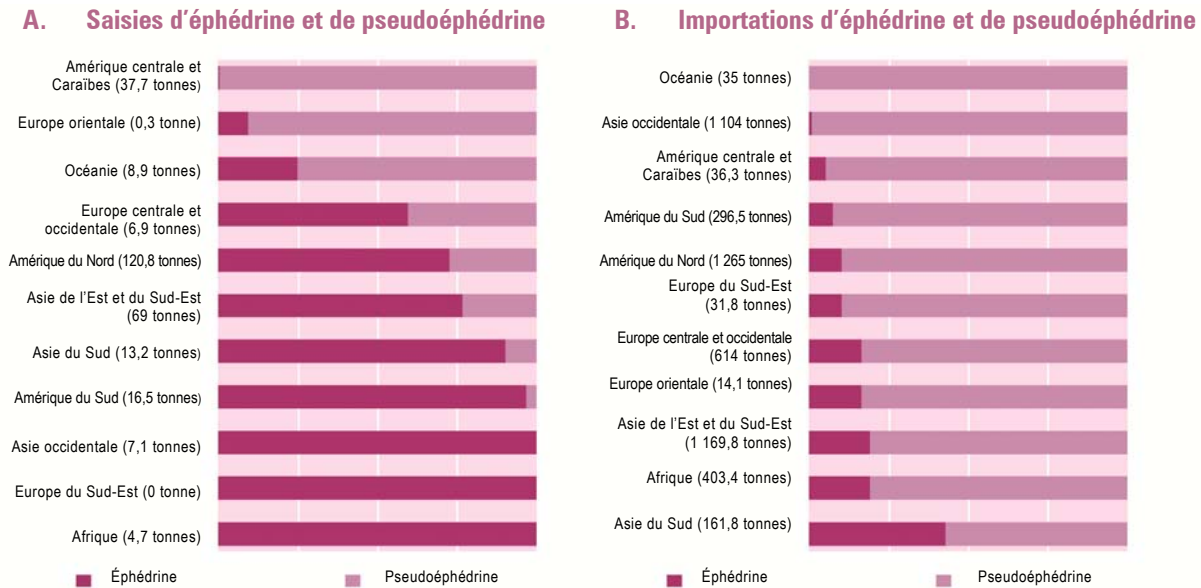 A. Saisies d’éphédrine et de pseudoéphédrine
Amérique centrale et
Caraïbes (37,7 tonnes)
Europe orientale (0,3 tonne)
Océanie (8,9 tonnes)
Europe centrale et
occidentale (6,9 tonnes)
Amérique du Nord (120,8 tonnes)
Asie de l’Est et du Sud-Est
(69 tonnes)
Asie du Sud (13,2 tonnes)
Amérique du Sud (16,5 tonnes)
Asie occidentale (7,1 tonnes)
Europe du Sud-Est (0 tonne)
Afrique (4,7 tonnes)
Éphédrine
Pseudoéphédrine
B. Importations d’éphédrine et de pseudoéphédrine
Océanie (35 tonnes)
Asie occidentale (1 104 tonnes)
Amérique centrale et
Caraïbes (36,3 tonnes)
Amérique du Sud (296,5 tonnes)
Amérique du Nord (1 265 tonnes)
Europe du Sud-Est
(31,8 tonnes)
Europe centrale et occidentale
(614 tonnes)
Europe orientale (14,1 tonnes)
Asie de l’Est et du Sud-Est
(1 169,8 tonnes)
Afrique (403,4 tonnes)
Asie du Sud (161,8 tonnes)
Éphédrine
Pseudoéphédrine